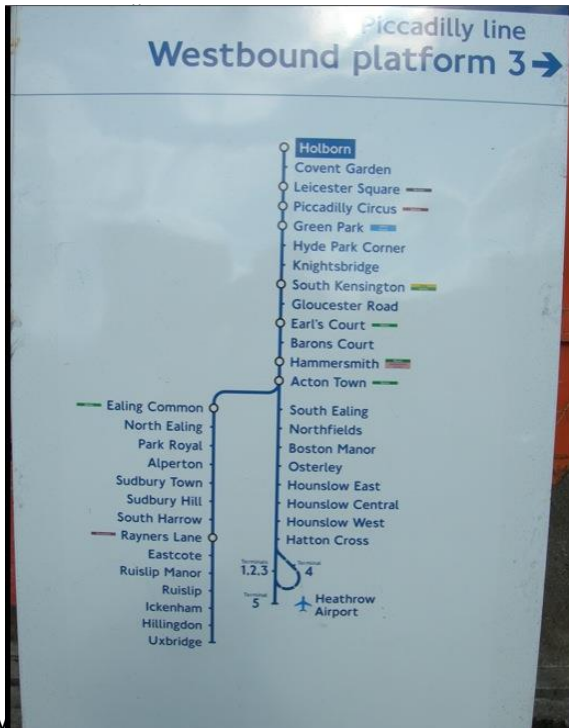 Piccadilly line
Westbound platform 3
Holborn
Covent Garden
Leicester Square
Piccadilly Circus
Green Park
Hyde Park Corner
Knightsbridge
South Kensington
Gloucester Road
Earl's Court
Barons Court
Hammersmith
Acton Town
Ealing Common
North Ealing
Park Royal
Alperton
Sudbury Town
Sudbury Hill
South Harrow
Rayners Lane
Eastcote
Ruislip Manor
Ruislip
Ickenham
Hillingdon
Uxbridge
South Ealing
Northfields
Boston Manor
Osterley
Hounslow East
Hounslow Central
Hounslow West
Hatton Cross
Terminals
1,2,3
Terminal
4
Terminal
5
Heathrow
Airport